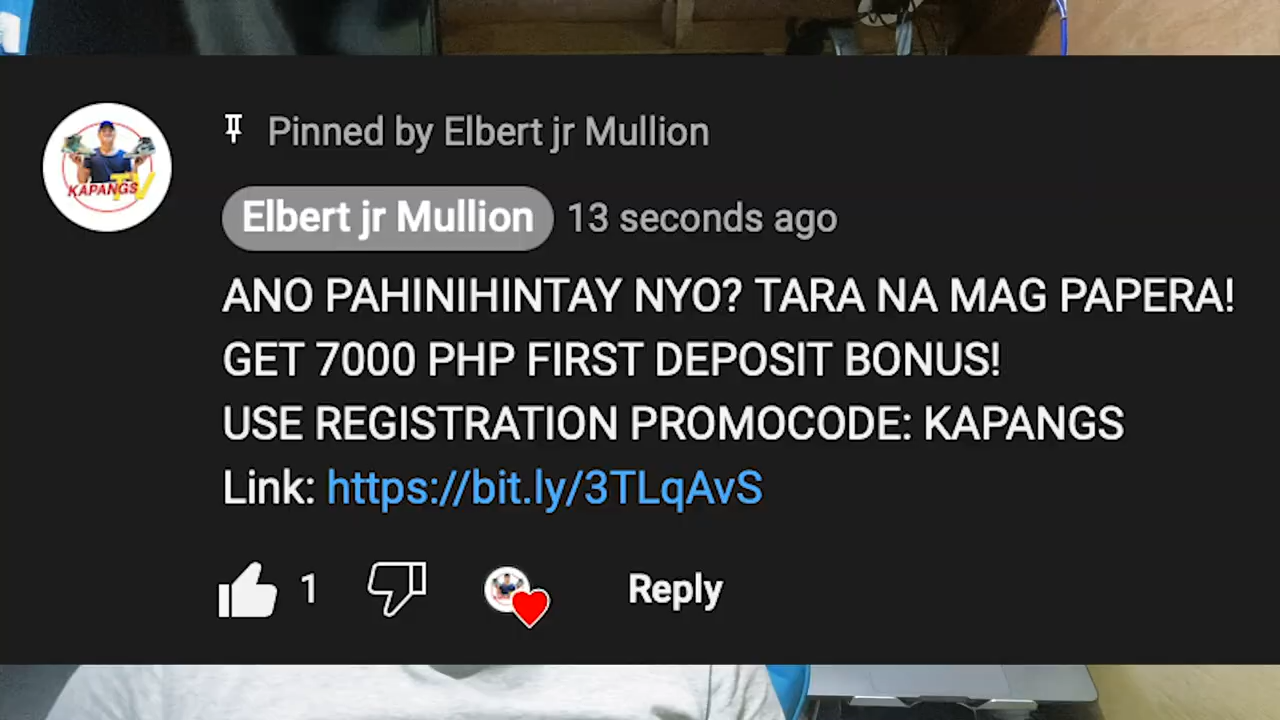 Pinned by Elbert jr Mullion
KAPANGS
TV
Elbert jr Mullion 13 seconds ago
ANO PAHINIHINTAY NYO? TARA NA MAG PAPERA!
GET 7000 PHP FIRST DEPOSIT BONUS!
USE REGISTRATION PROMOCODE: KAPANGS
Link: https://bit.ly/3TLqAvS
1
Reply